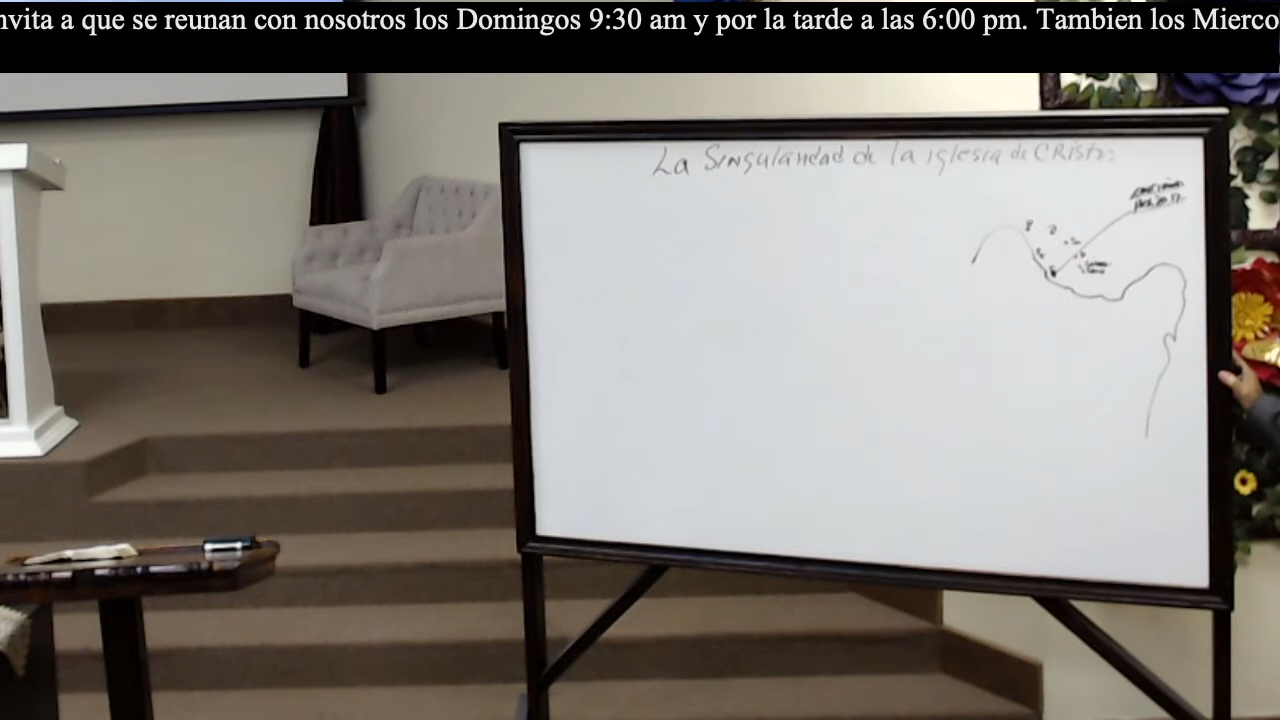 nvita a que se reunan con nosotros los Domingos 9:30 am y por la tarde a las 6:00 pm. Tambien los Mierco
La Singularidad de la iglesia de CRisto: